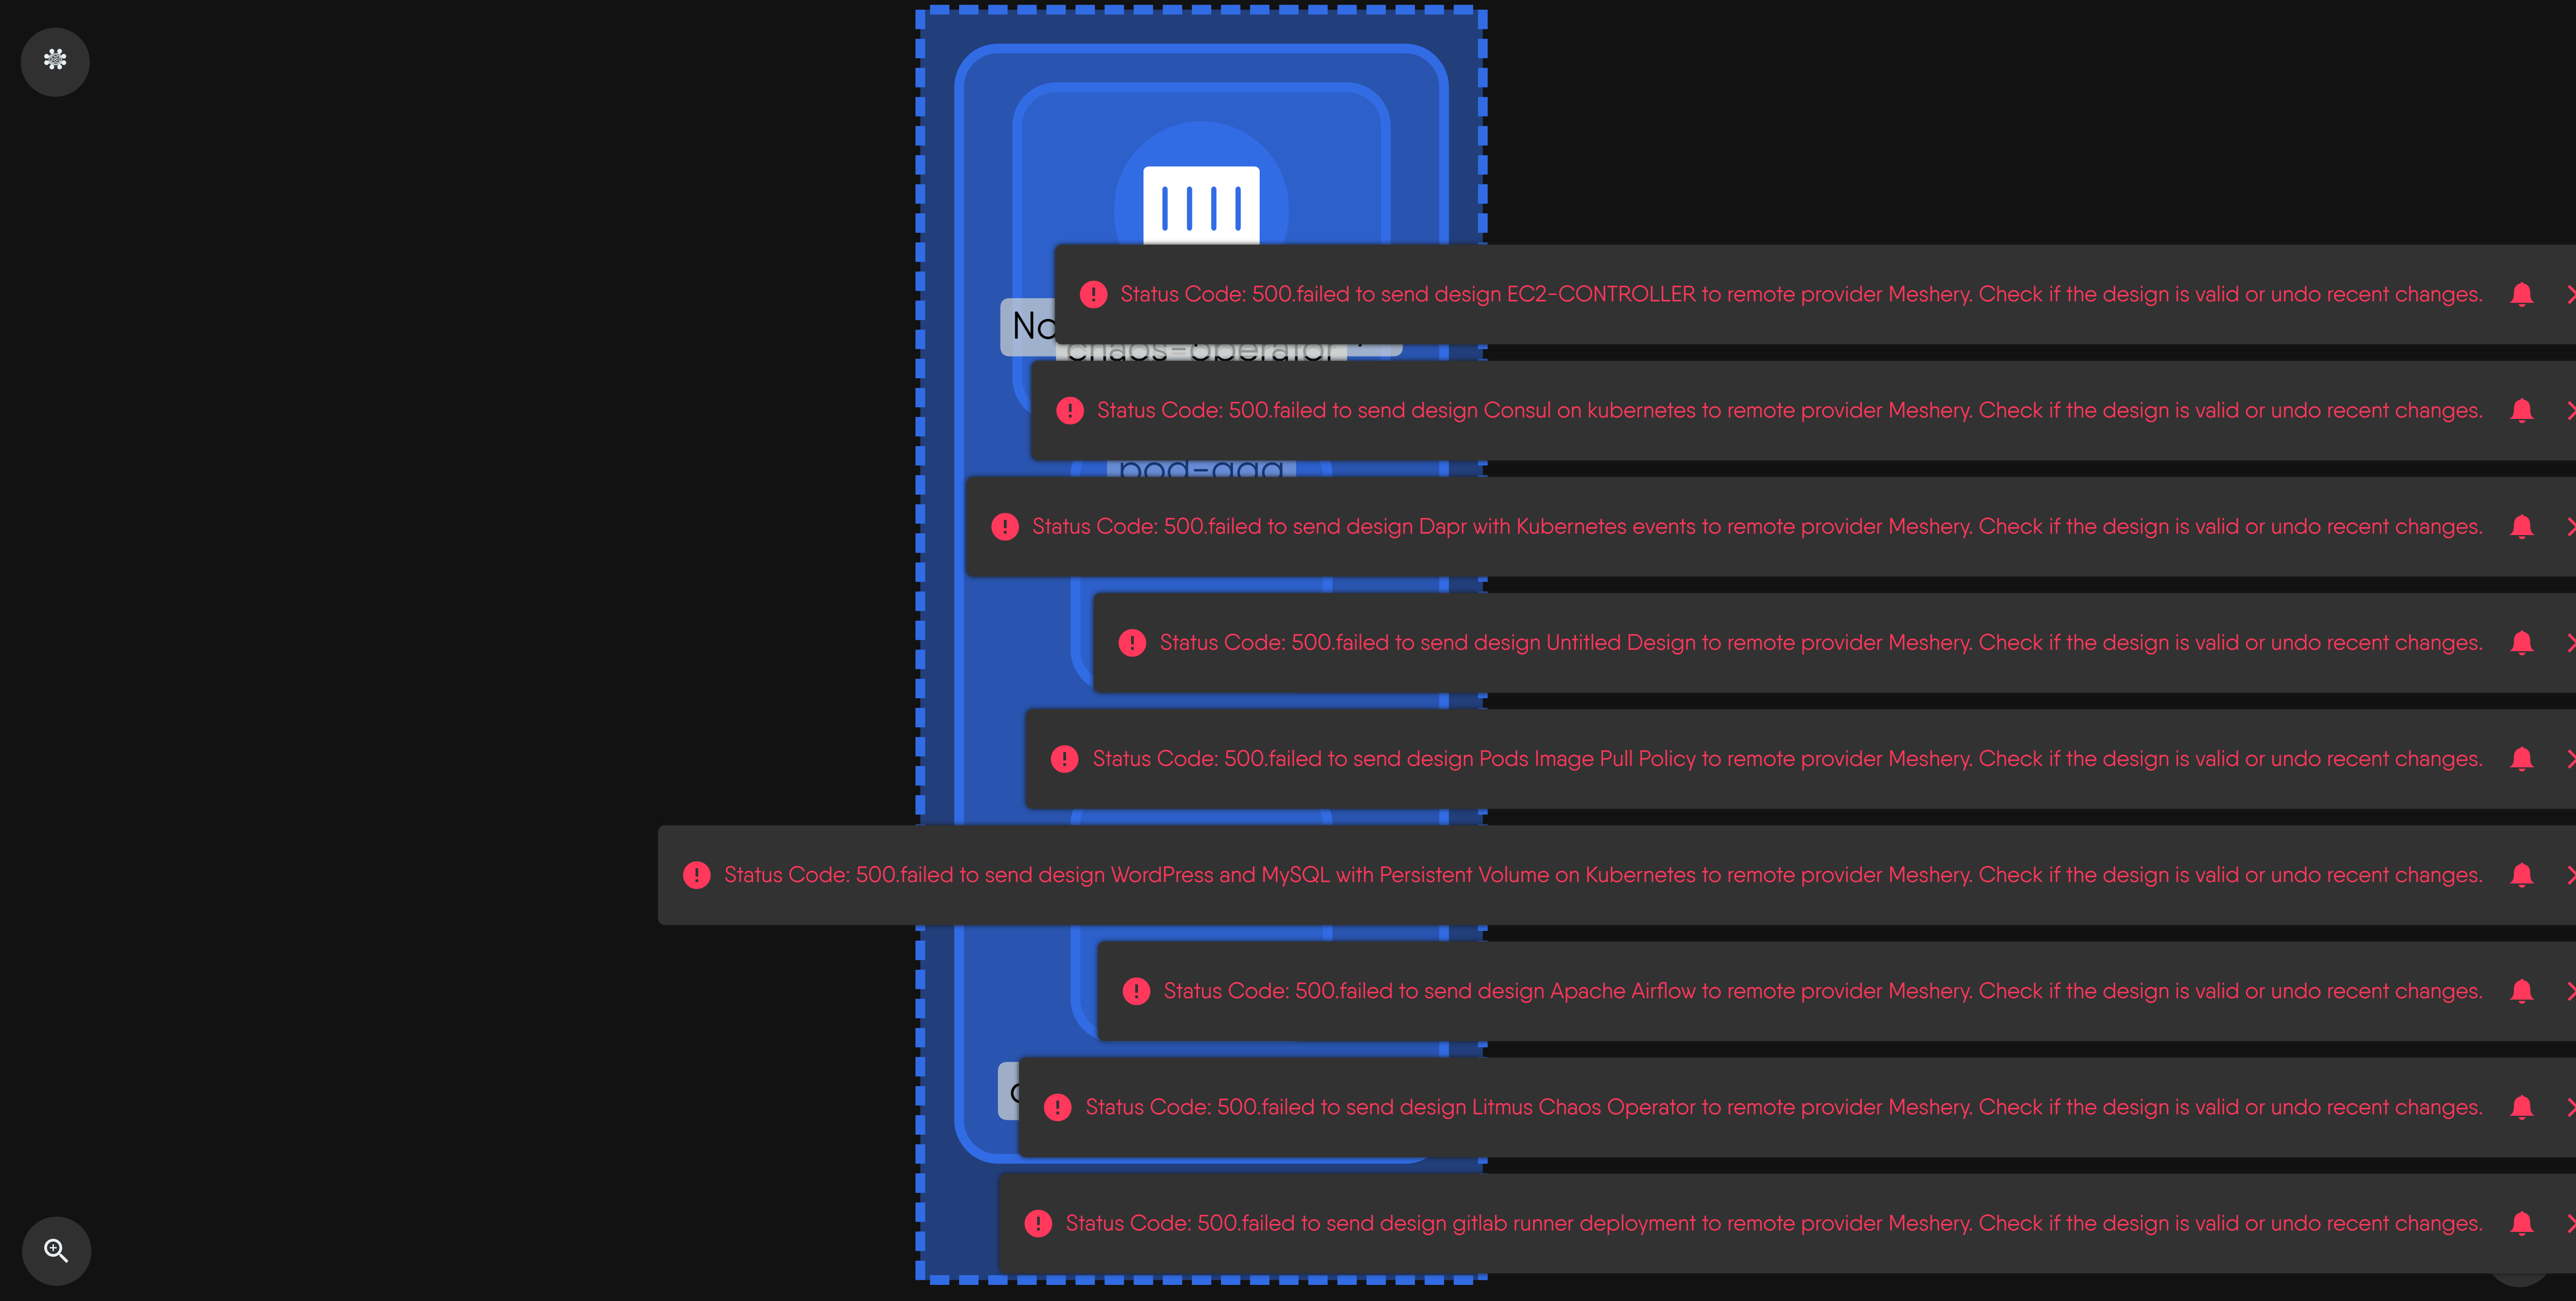 Status Code: 500.failed to send design EC2-CONTROLLER to remote provider Meshery. Check if the design is valid or undo recent changes.
chaos-operator
Status Code: 500.failed to send design Consul on kubernetes to remote provider Meshery. Check if the design is valid or undo recent changes.
Status Code: 500.failed to send design Dapr with Kubernetes events to remote provider Meshery. Check if the design is valid or undo recent changes.
Status Code: 500.failed to send design Untitled Design to remote provider Meshery. Check if the design is valid or undo recent changes.
Status Code: 500.failed to send design Pods Image Pull Policy to remote provider Meshery. Check if the design is valid or undo recent changes.
Status Code: 500.failed to send design WordPress and MySQL with Persistent Volume on Kubernetes to remote provider Meshery. Check if the design is valid or undo recent changes.
Status Code: 500.failed to send design Apache Airflow to remote provider Meshery. Check if the design is valid or undo recent changes.
Status Code: 500.failed to send design Litmus Chaos Operator to remote provider Meshery. Check if the design is valid or undo recent changes.
Status Code: 500.failed to send design gitlab runner deployment to remote provider Meshery. Check if the design is valid or undo recent changes.